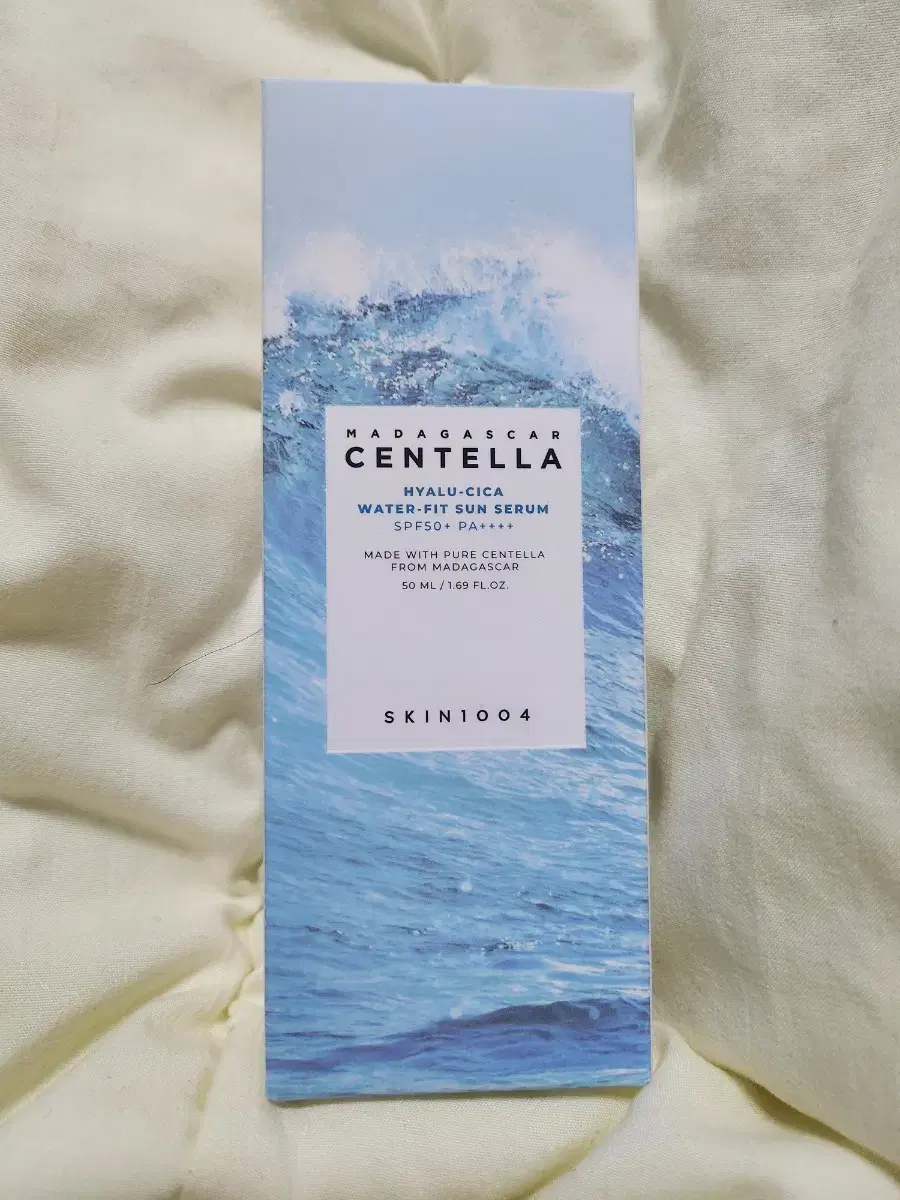 MADAGASCAR
CENTELLA
HYALU-CICA
WATER-FIT SUN SERUM
SPF50+ PA++++
MADE WITH PURE CENTELLA
FROM MADAGASCAR
50 ML / 1.69 FL.OZ.
SKIN1004